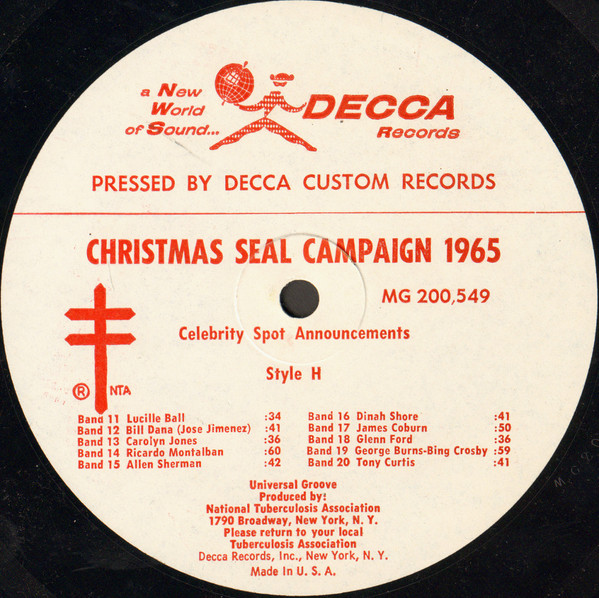 a New
World
of Sound...
DECCA
Records
PRESSED BY DECCA CUSTOM RECORDS
CHRISTMAS SEAL CAMPAIGN 1965
MG 200,549
Celebrity Spot Announcements
Style H
® NTA
Band 11 Lucille Ball :34
Band 12 Bill Dana (Jose Jimenez) :41
Band 13 Carolyn Jones :36
Band 14 Ricardo Montalban :60
Band 15 Allen Sherman :42
Band 16 Dinah Shore :41
Band 17 James Coburn :50
Band 18 Glenn Ford :36
Band 19 George Burns-Bing Crosby :59
Band 20 Tony Curtis :41
Universal Groove
Produced by:
National Tuberculosis Association
1790 Broadway, New York, N. Y.
Please return to your local
Tuberculosis Association
Decca Records, Inc., New York, N. Y.
Made in U. S. A.